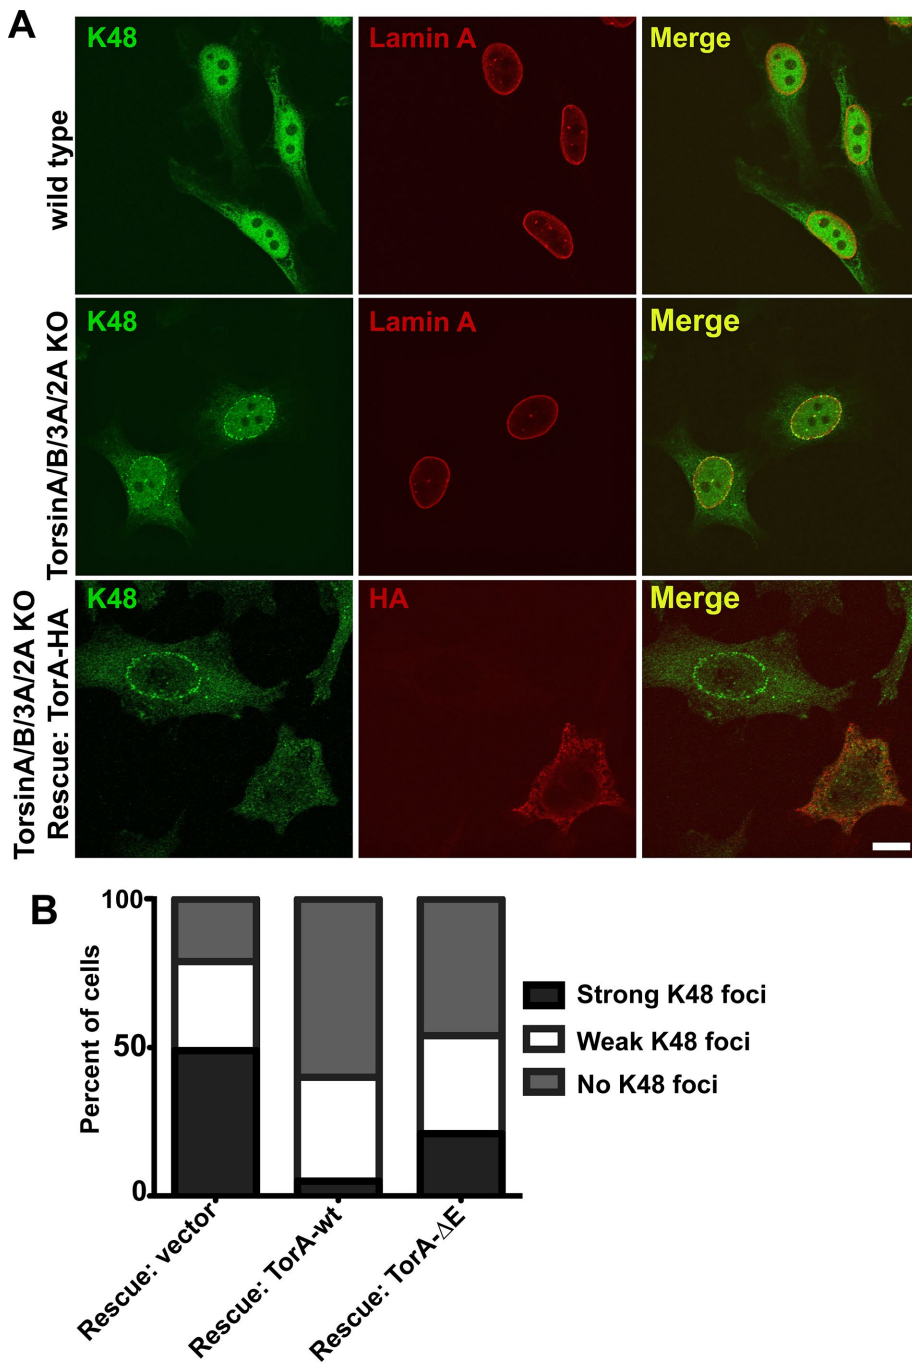 A
K48
Lamin A
Merge
wild type
K48
Lamin A
Merge
TorsinA/B/3A/2A KO
K48
HA
Merge
TorsinA/B/3A/2A KO
Rescue: TorA-HA
B
Percent of cells
100
50
0
Strong K48 foci
Weak K48 foci
No K48 foci
Rescue: vector
Rescue: TorA-wt
Rescue: TorA-ΔE